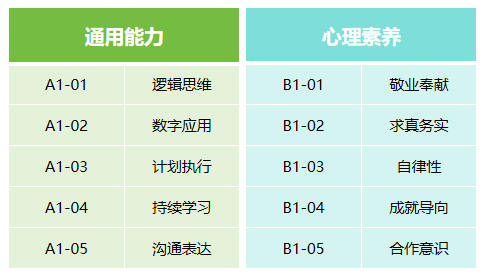 通用能力 心理素养
A1-01 逻辑思维 B1-01 敬业奉献
A1-02 数字应用 B1-02 求真务实
A1-03 计划执行 B1-03 自律性
A1-04 持续学习 B1-04 成就导向
A1-05 沟通表达 B1-05 合作意识